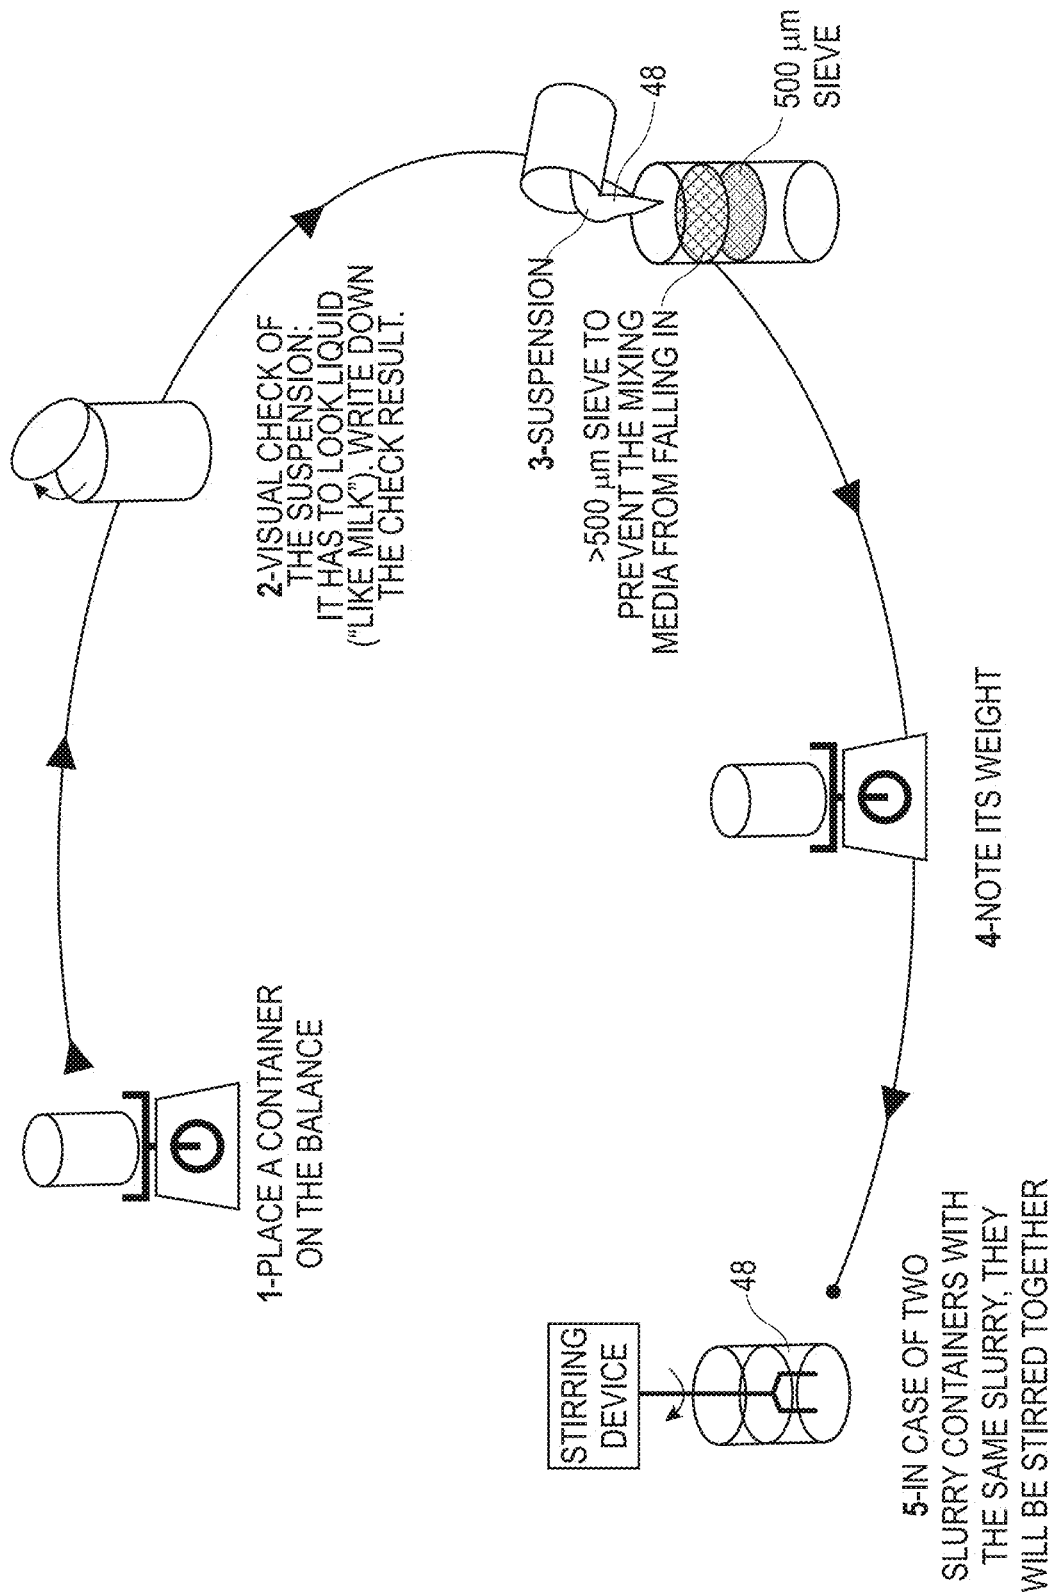 1-PLACE A CONTAINER
ON THE BALANCE
2-VISUAL CHECK OF
THE SUSPENSION:
IT HAS TO LOOK LIQUID
("LIKE MILK"). WRITE DOWN
THE CHECK RESULT.
3-SUSPENSION
48
>500 µm SIEVE TO
PREVENT THE MIXING
MEDIA FROM FALLING IN
500 µm
SIEVE
4-NOTE ITS WEIGHT
STIRRING
DEVICE
48
5-IN CASE OF TWO
SLURRY CONTAINERS WITH
THE SAME SLURRY, THEY
WILL BE STIRRED TOGETHER